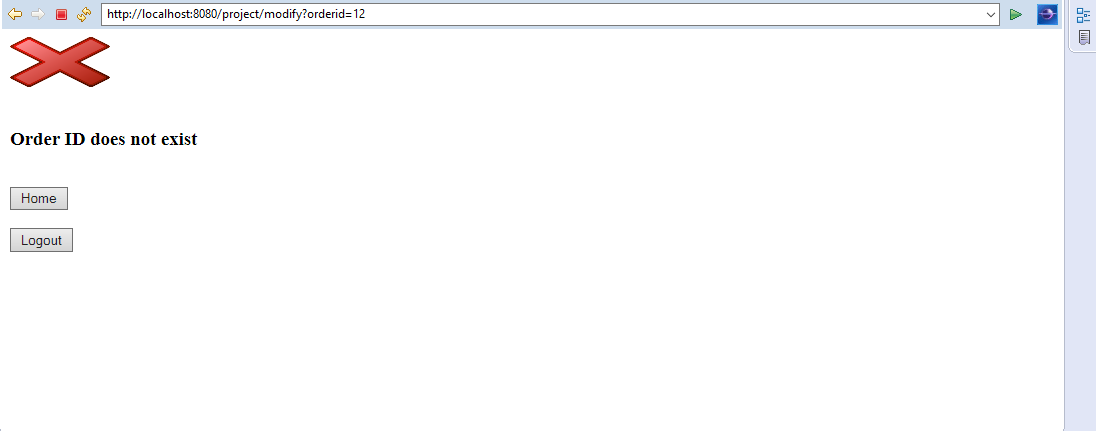 http://localhost:8080/project/modify?orderid=12
Order ID does not exist
Home
Logout